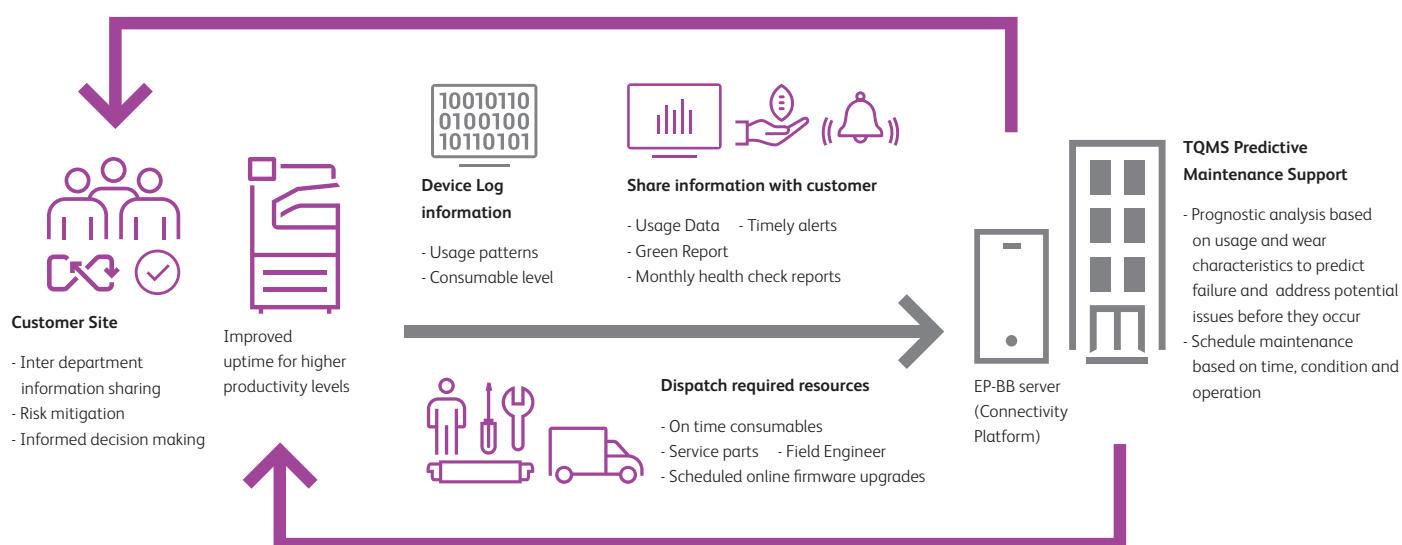 10010110
0100100
10110101
Device Log
information
- Usage patterns
- Consumable level
Share information with customer
- Usage Data - Timely alerts
- Green Report
- Monthly health check reports
TQMS Predictive
Maintenance Support
- Prognostic analysis based
on usage and wear
characteristics to predict
failure and address potential
issues before they occur
- Schedule maintenance
based on time, condition and
operation
Customer Site
- Inter department
information sharing
- Risk mitigation
- Informed decision making
Improved
uptime for higher
productivity levels
Dispatch required resources
- On time consumables
- Service parts - Field Engineer
- Scheduled online firmware upgrades
EP-BB server
(Connectivity
Platform)